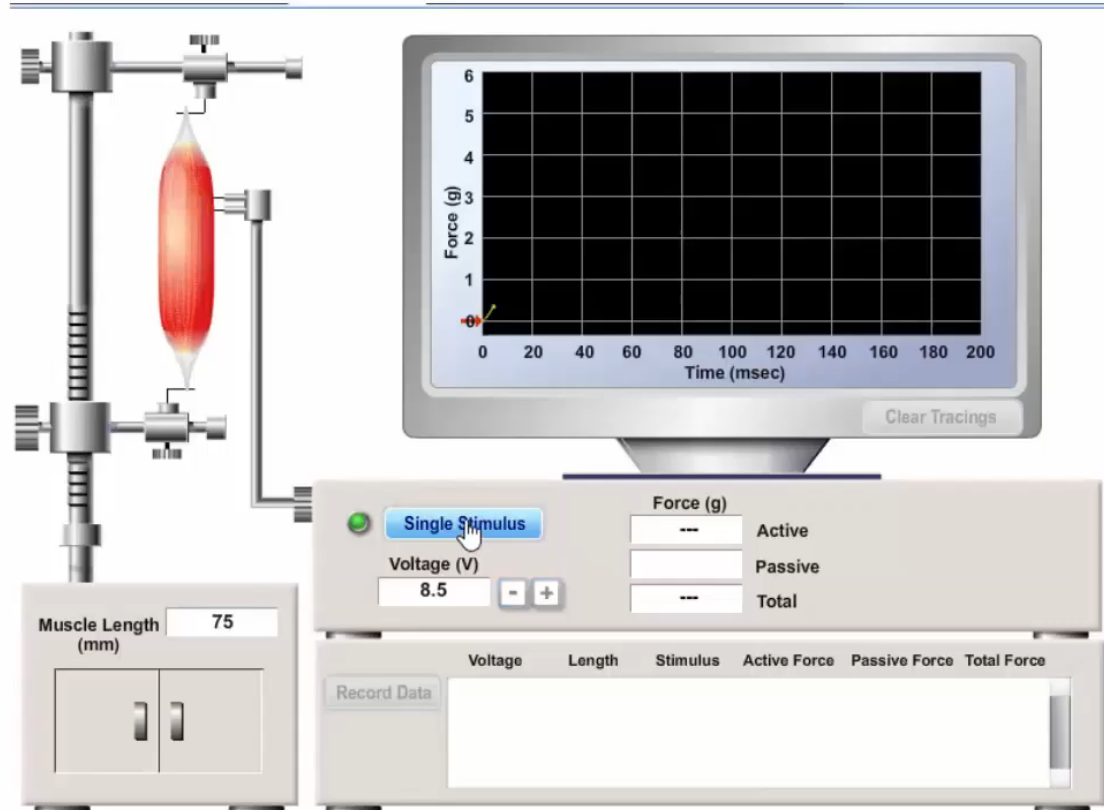 6
5
4
3
2
1
0
Force (g)
0 20 40 60 80 100 120 140 160 180 200
Time (msec)
Clear Tracings
Single Stimulus
Voltage (V)
8.5
-
+
Force (g)
--- Active
Passive
--- Total
Muscle Length 75
(mm)
Voltage Length Stimulus Active Force Passive Force Total Force
Record Data